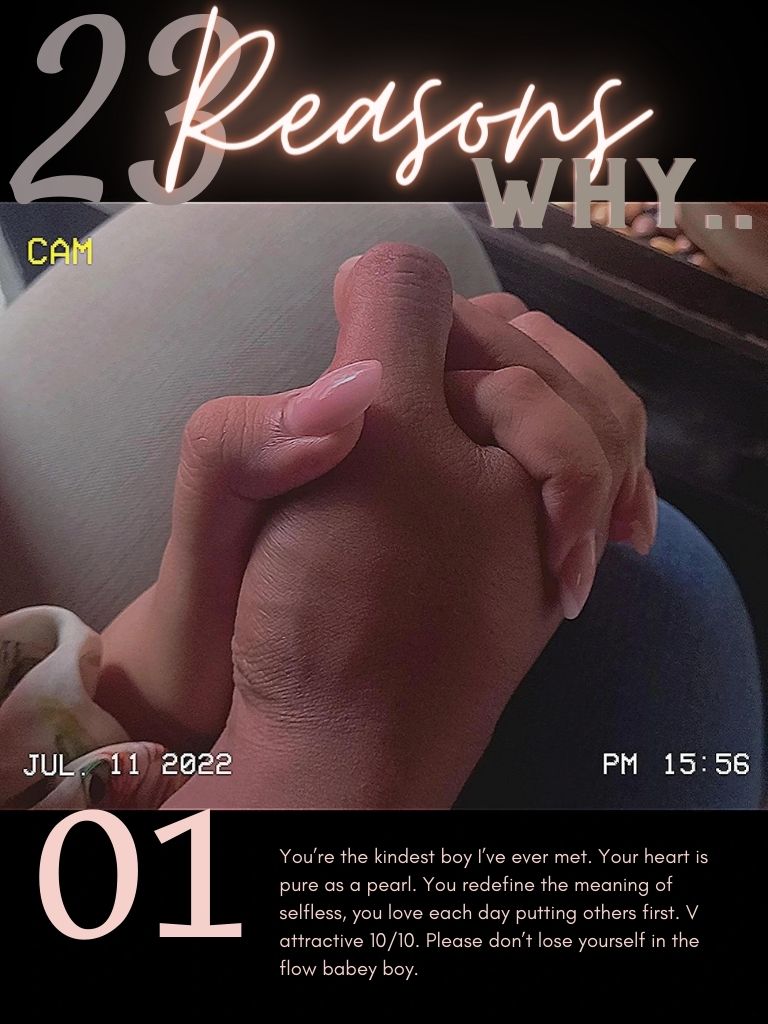 23 Reasons
WHY..
CAM
JUL. 11 2022
PM 15:56
01
You're the kindest boy I've ever met. Your heart is
pure as a pearl. You redefine the meaning of
selfless, you love each day putting others first. V
attractive 10/10. Please don't lose yourself in the
flow babey boy.